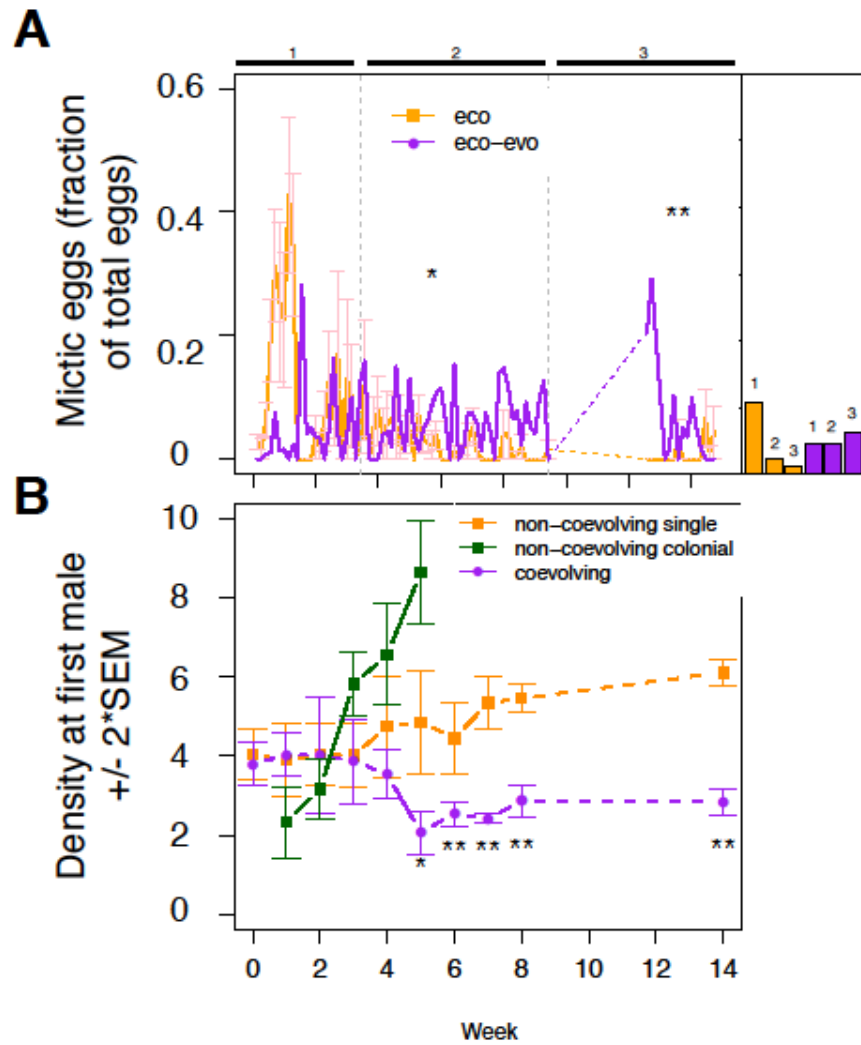 A
1 2 3
0.6
eco
eco-evo
0.4
**
*
0.2
0
Mictic eggs (fraction
of total eggs)
1 2 3 1 2 3
B
10
non-coevolving single
non-coevolving colonial
coevolving
8
6
4
2
0
Density at first male
+/- 2*SEM
* ** ** ** **
0 2 4 6 8 10 12 14
Week